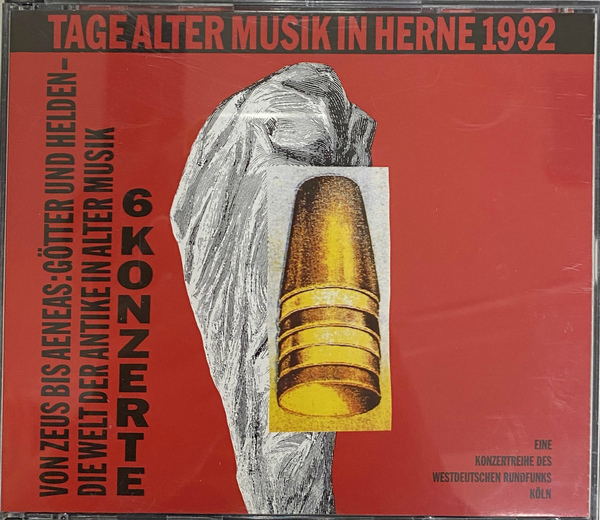 TAGE ALTER MUSIK IN HERNE 1992
VON ZEUS BIS AENEAS: GÖTTER UND HELDEN –
DIE WELT DER ANTIKE IN ALTER MUSIK
6 KONZERTE
EINE
KONZERTREIHE DES
WESTDEUTSCHEN RUNDFUNKS
KÖLN